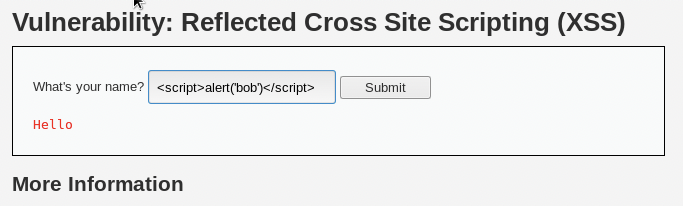 Vulnerability: Reflected Cross Site Scripting (XSS)
What's your name? <script>alert('bob')</script> Submit
Hello
More Information